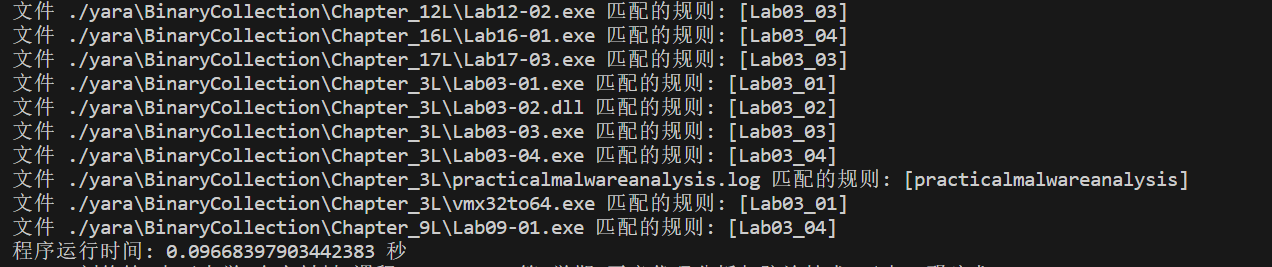 文件 ./yara\BinaryCollection\Chapter_12L\Lab12-02.exe 匹配的规则: [Lab03_03]
文件 ./yara\BinaryCollection\Chapter_16L\Lab16-01.exe 匹配的规则: [Lab03_04]
文件 ./yara\BinaryCollection\Chapter_17L\Lab17-03.exe 匹配的规则: [Lab03_03]
文件 ./yara\BinaryCollection\Chapter_3L\Lab03-01.exe 匹配的规则: [Lab03_01]
文件 ./yara\BinaryCollection\Chapter_3L\Lab03-02.dll 匹配的规则: [Lab03_02]
文件 ./yara\BinaryCollection\Chapter_3L\Lab03-03.exe 匹配的规则: [Lab03_03]
文件 ./yara\BinaryCollection\Chapter_3L\Lab03-04.exe 匹配的规则: [Lab03_04]
文件 ./yara\BinaryCollection\Chapter_3L\practicalmalwareanalysis.log 匹配的规则: [practicalmalwareanalysis]
文件 ./yara\BinaryCollection\Chapter_3L\vmx32to64.exe 匹配的规则: [Lab03_01]
文件 ./yara\BinaryCollection\Chapter_9L\Lab09-01.exe 匹配的规则: [Lab03_04]
程序运行时间: 0.09668397903442383 秒